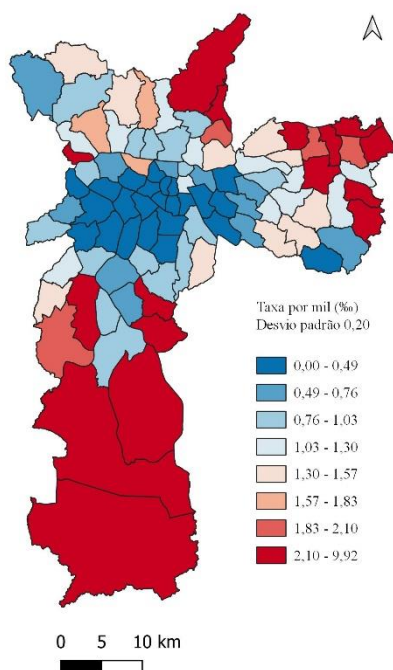 Taxa por mil (‰)
Desvio padrão 0,20
0,00 - 0,49
0,49 - 0,76
0,76 - 1,03
1,03 - 1,30
1,30 - 1,57
1,57 - 1,83
1,83 - 2,10
2,10 - 9,92
0 5 10 km